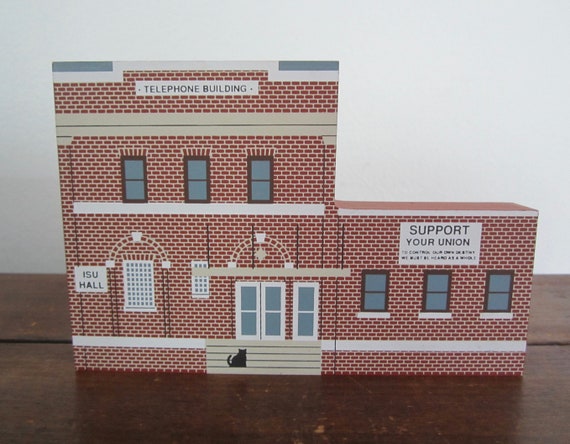 · TELEPHONE BUILDING ·
SUPPORT
YOUR UNION
TO CONTROL OUR OWN DESTINY
WE MUST BE HEARD AS A WHOLE
ISU
HALL